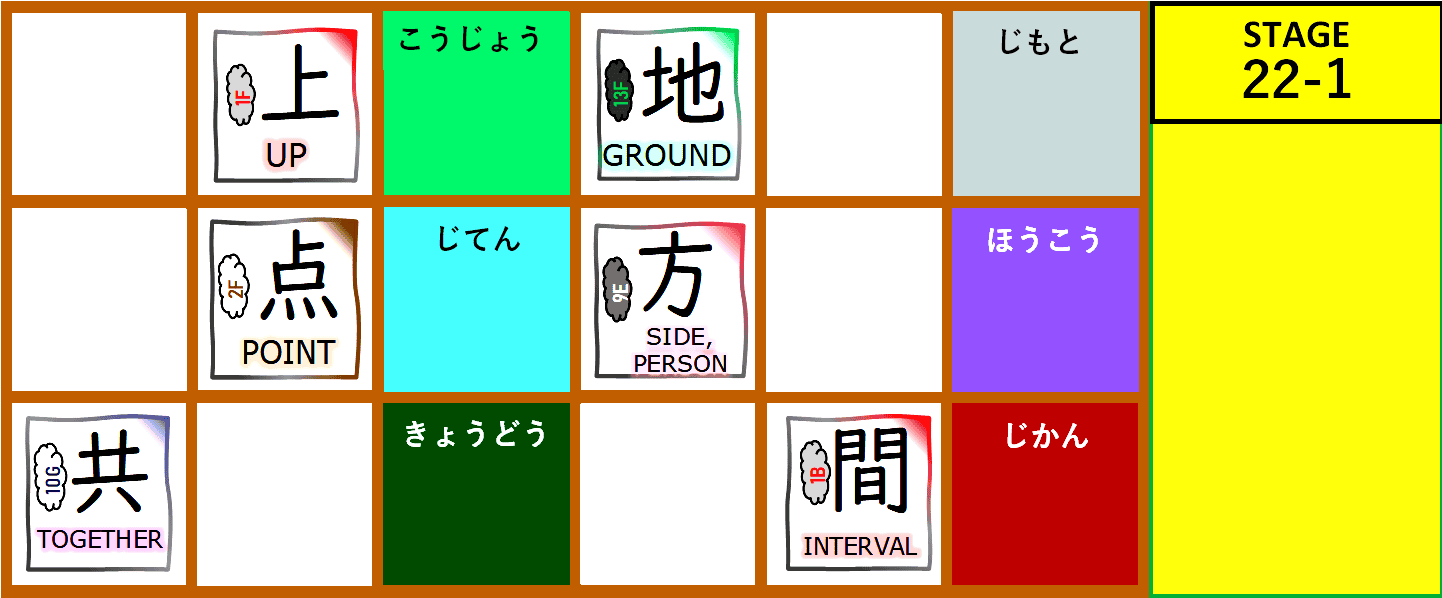 上
1F
UP
こうじょう
地
13F
GROUND
じもと
STAGE
22-1
点
2F
POINT
じてん
方
9E
SIDE,
PERSON
ほうこう
共
10G
TOGETHER
きょうどう
間
1B
INTERVAL
じかん